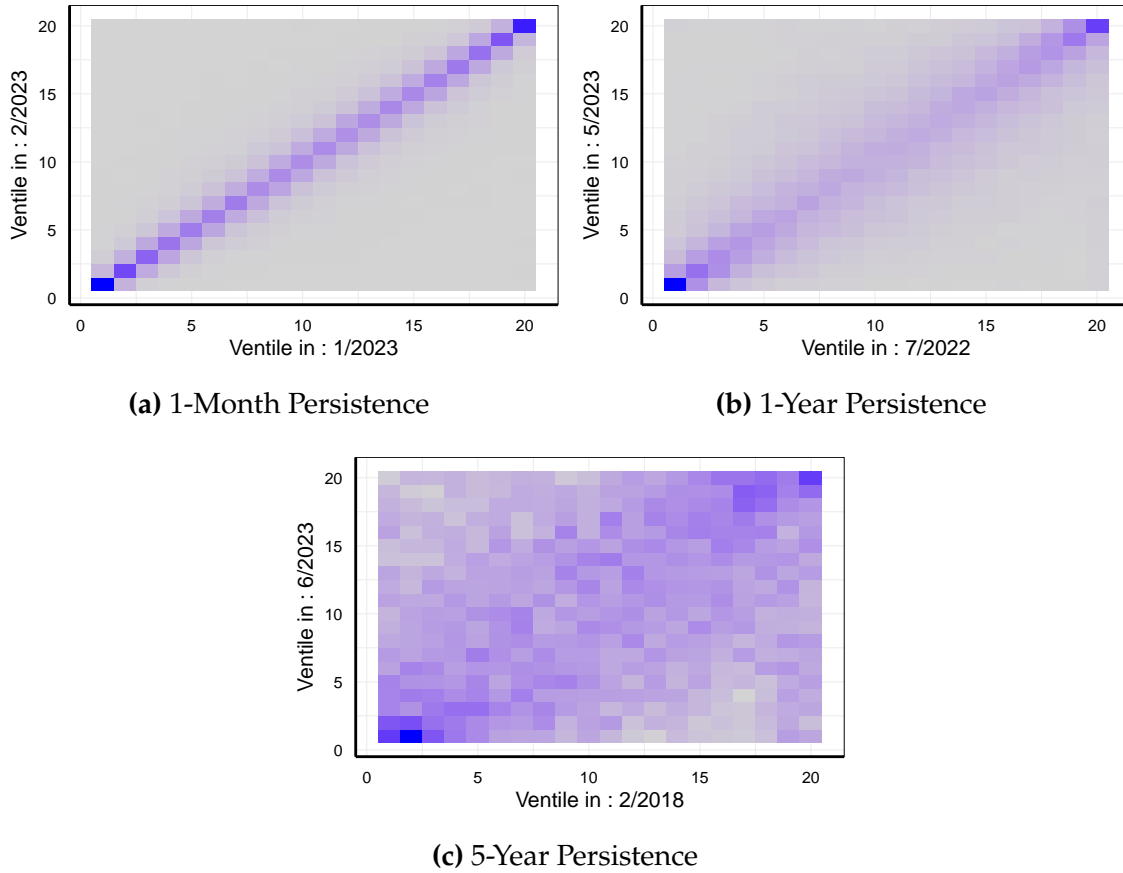 20
15
10
5
0
Ventile in : 2/2023
0 5 10 15 20
Ventile in : 1/2023
(a) 1-Month Persistence
20
15
10
5
0
Ventile in : 5/2023
0 5 10 15 20
Ventile in : 7/2022
(b) 1-Year Persistence
20
15
10
5
0
Ventile in : 6/2023
0 5 10 15 20
Ventile in : 2/2018
(c) 5-Year Persistence